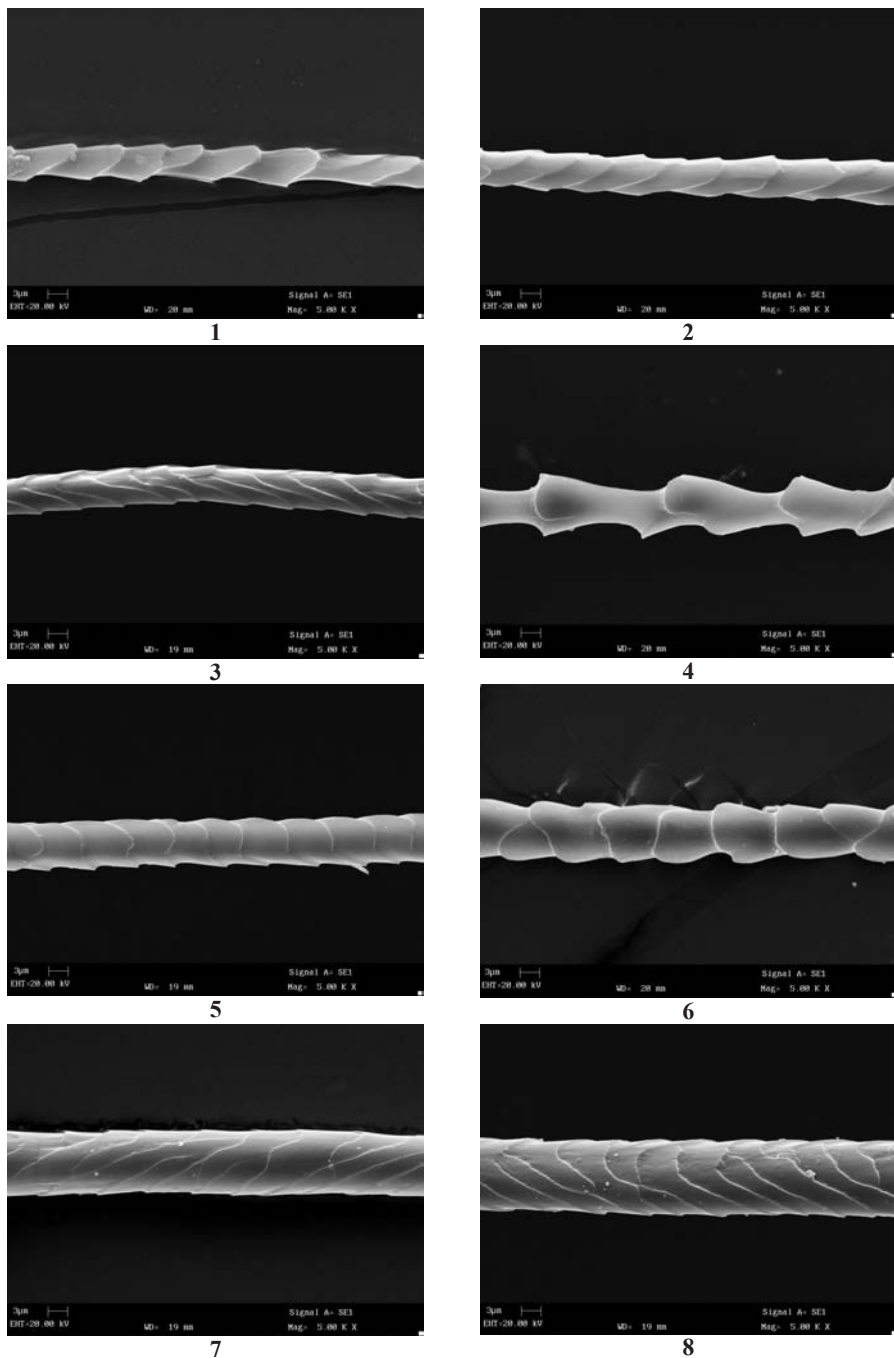 3μm Signal A= SE1
EHT=20.00 kV WD= 20 mm Mag= 5.00 K X
1
3μm Signal A= SE1
EHT=20.00 kV WD= 20 mm Mag= 5.00 K X
2
3μm Signal A= SE1
EHT=20.00 kV WD= 19 mm Mag= 5.00 K X
3
3μm Signal A= SE1
EHT=20.00 kV WD= 20 mm Mag= 5.00 K X
4
3μm Signal A= SE1
EHT=20.00 kV WD= 19 mm Mag= 5.00 K X
5
3μm Signal A= SE1
EHT=20.00 kV WD= 20 mm Mag= 5.00 K X
6
3μm Signal A= SE1
EHT=20.00 kV WD= 19 mm Mag= 5.00 K X
7
3μm Signal A= SE1
EHT=20.00 kV WD= 19 mm Mag= 5.00 K X
8